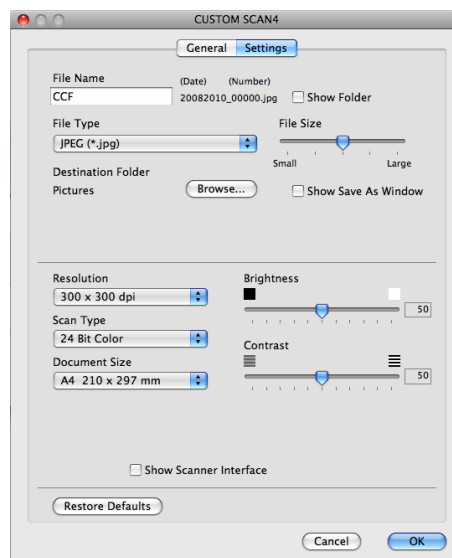 CUSTOM SCAN4
General Settings
File Name (Date) (Number)
CCF 20082010_00000.jpg Show Folder
File Type File Size
JPEG (*.jpg)
Small Large
Destination Folder
Pictures Browse... Show Save As Window
Resolution Brightness
300 x 300 dpi
50
Scan Type
24 Bit Color
Contrast
Document Size
A4 210 x 297 mm 50
Show Scanner Interface
Restore Defaults
Cancel OK